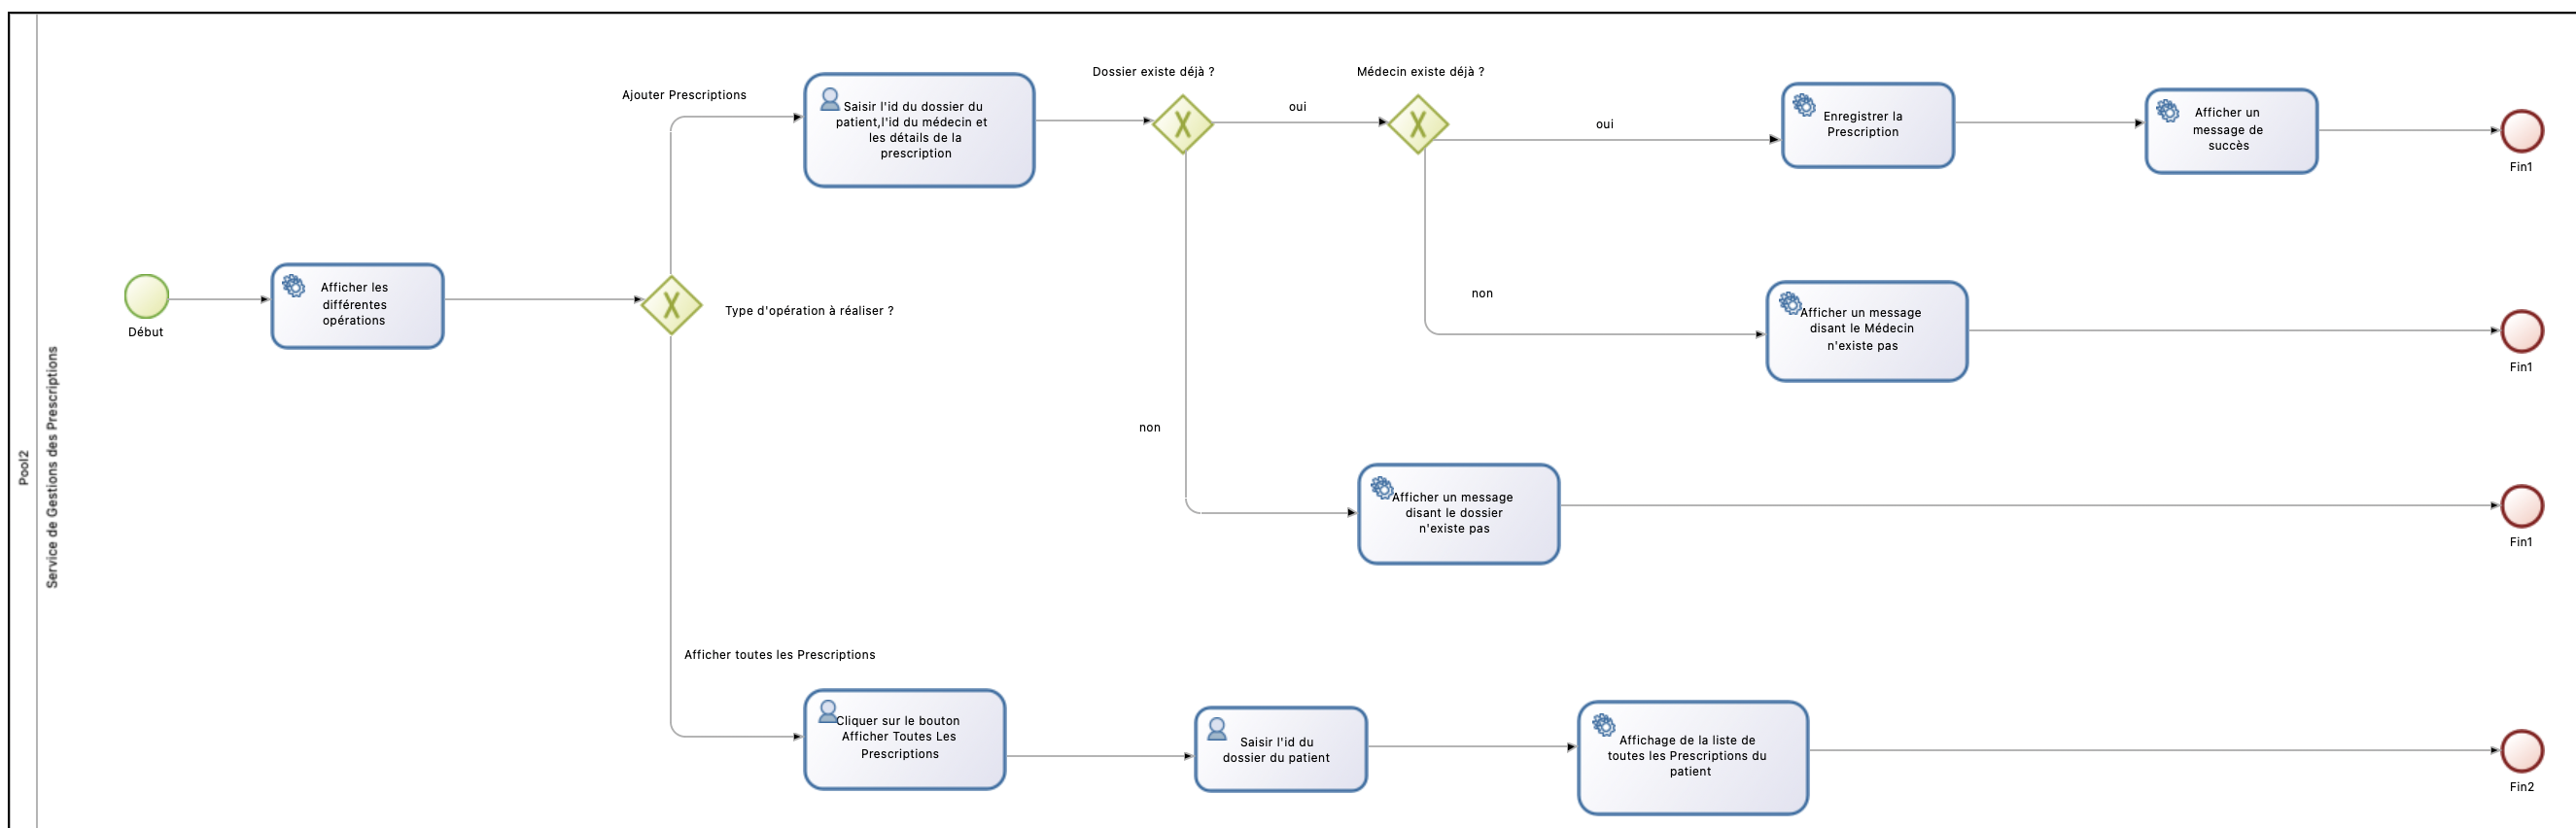 Pool2
Service de Gestions des Prescriptions
Début
Afficher les
différentes
opérations
Type d'opération à réaliser ?
Ajouter Prescriptions
Saisir l'id du dossier du
patient,l'id du médecin et
les détails de la
prescription
Dossier existe déjà ?
oui
Médecin existe déjà ?
oui
Enregistrer la
Prescription
Afficher un
message de
succès
Fin1
non
Afficher un message
disant le Médecin
n'existe pas
Fin1
non
Afficher un message
disant le dossier
n'existe pas
Fin1
Afficher toutes les Prescriptions
Cliquer sur le bouton
Afficher Toutes Les
Prescriptions
Saisir l'id du
dossier du patient
Affichage de la liste de
toutes les Prescriptions du
patient
Fin2